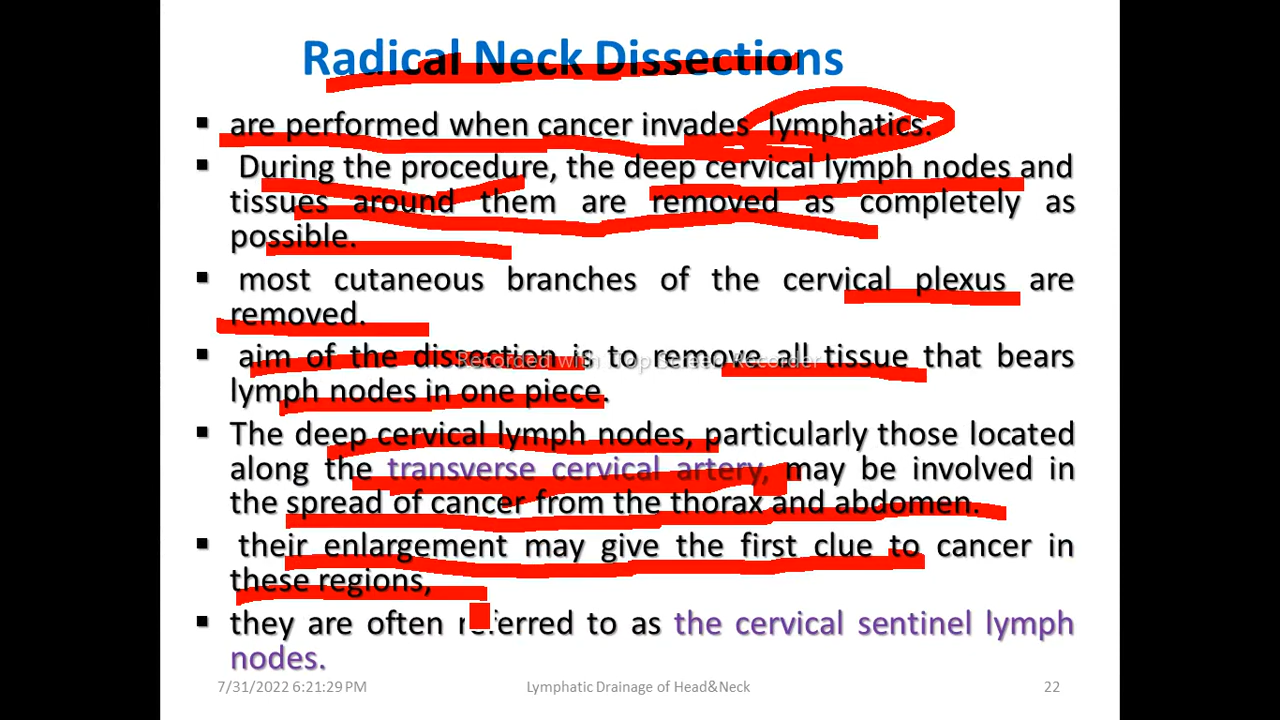 Radical Neck Dissections
▪ are performed when cancer invades lymphatics.
▪ During the procedure, the deep cervical lymph nodes and
tissues around them are removed as completely as
possible.
▪ most cutaneous branches of the cervical plexus are
removed.
▪ aim of the dissection is to remove all tissue that bears
lymph nodes in one piece.
Recorded with iTop Screen Recorder
▪ The deep cervical lymph nodes, particularly those located
along the transverse cervical artery, may be involved in
the spread of cancer from the thorax and abdomen.
▪ their enlargement may give the first clue to cancer in
these regions,
▪ they are often referred to as the cervical sentinel lymph
nodes.
7/31/2022 6:21:29 PM Lymphatic Drainage of Head&Neck 22